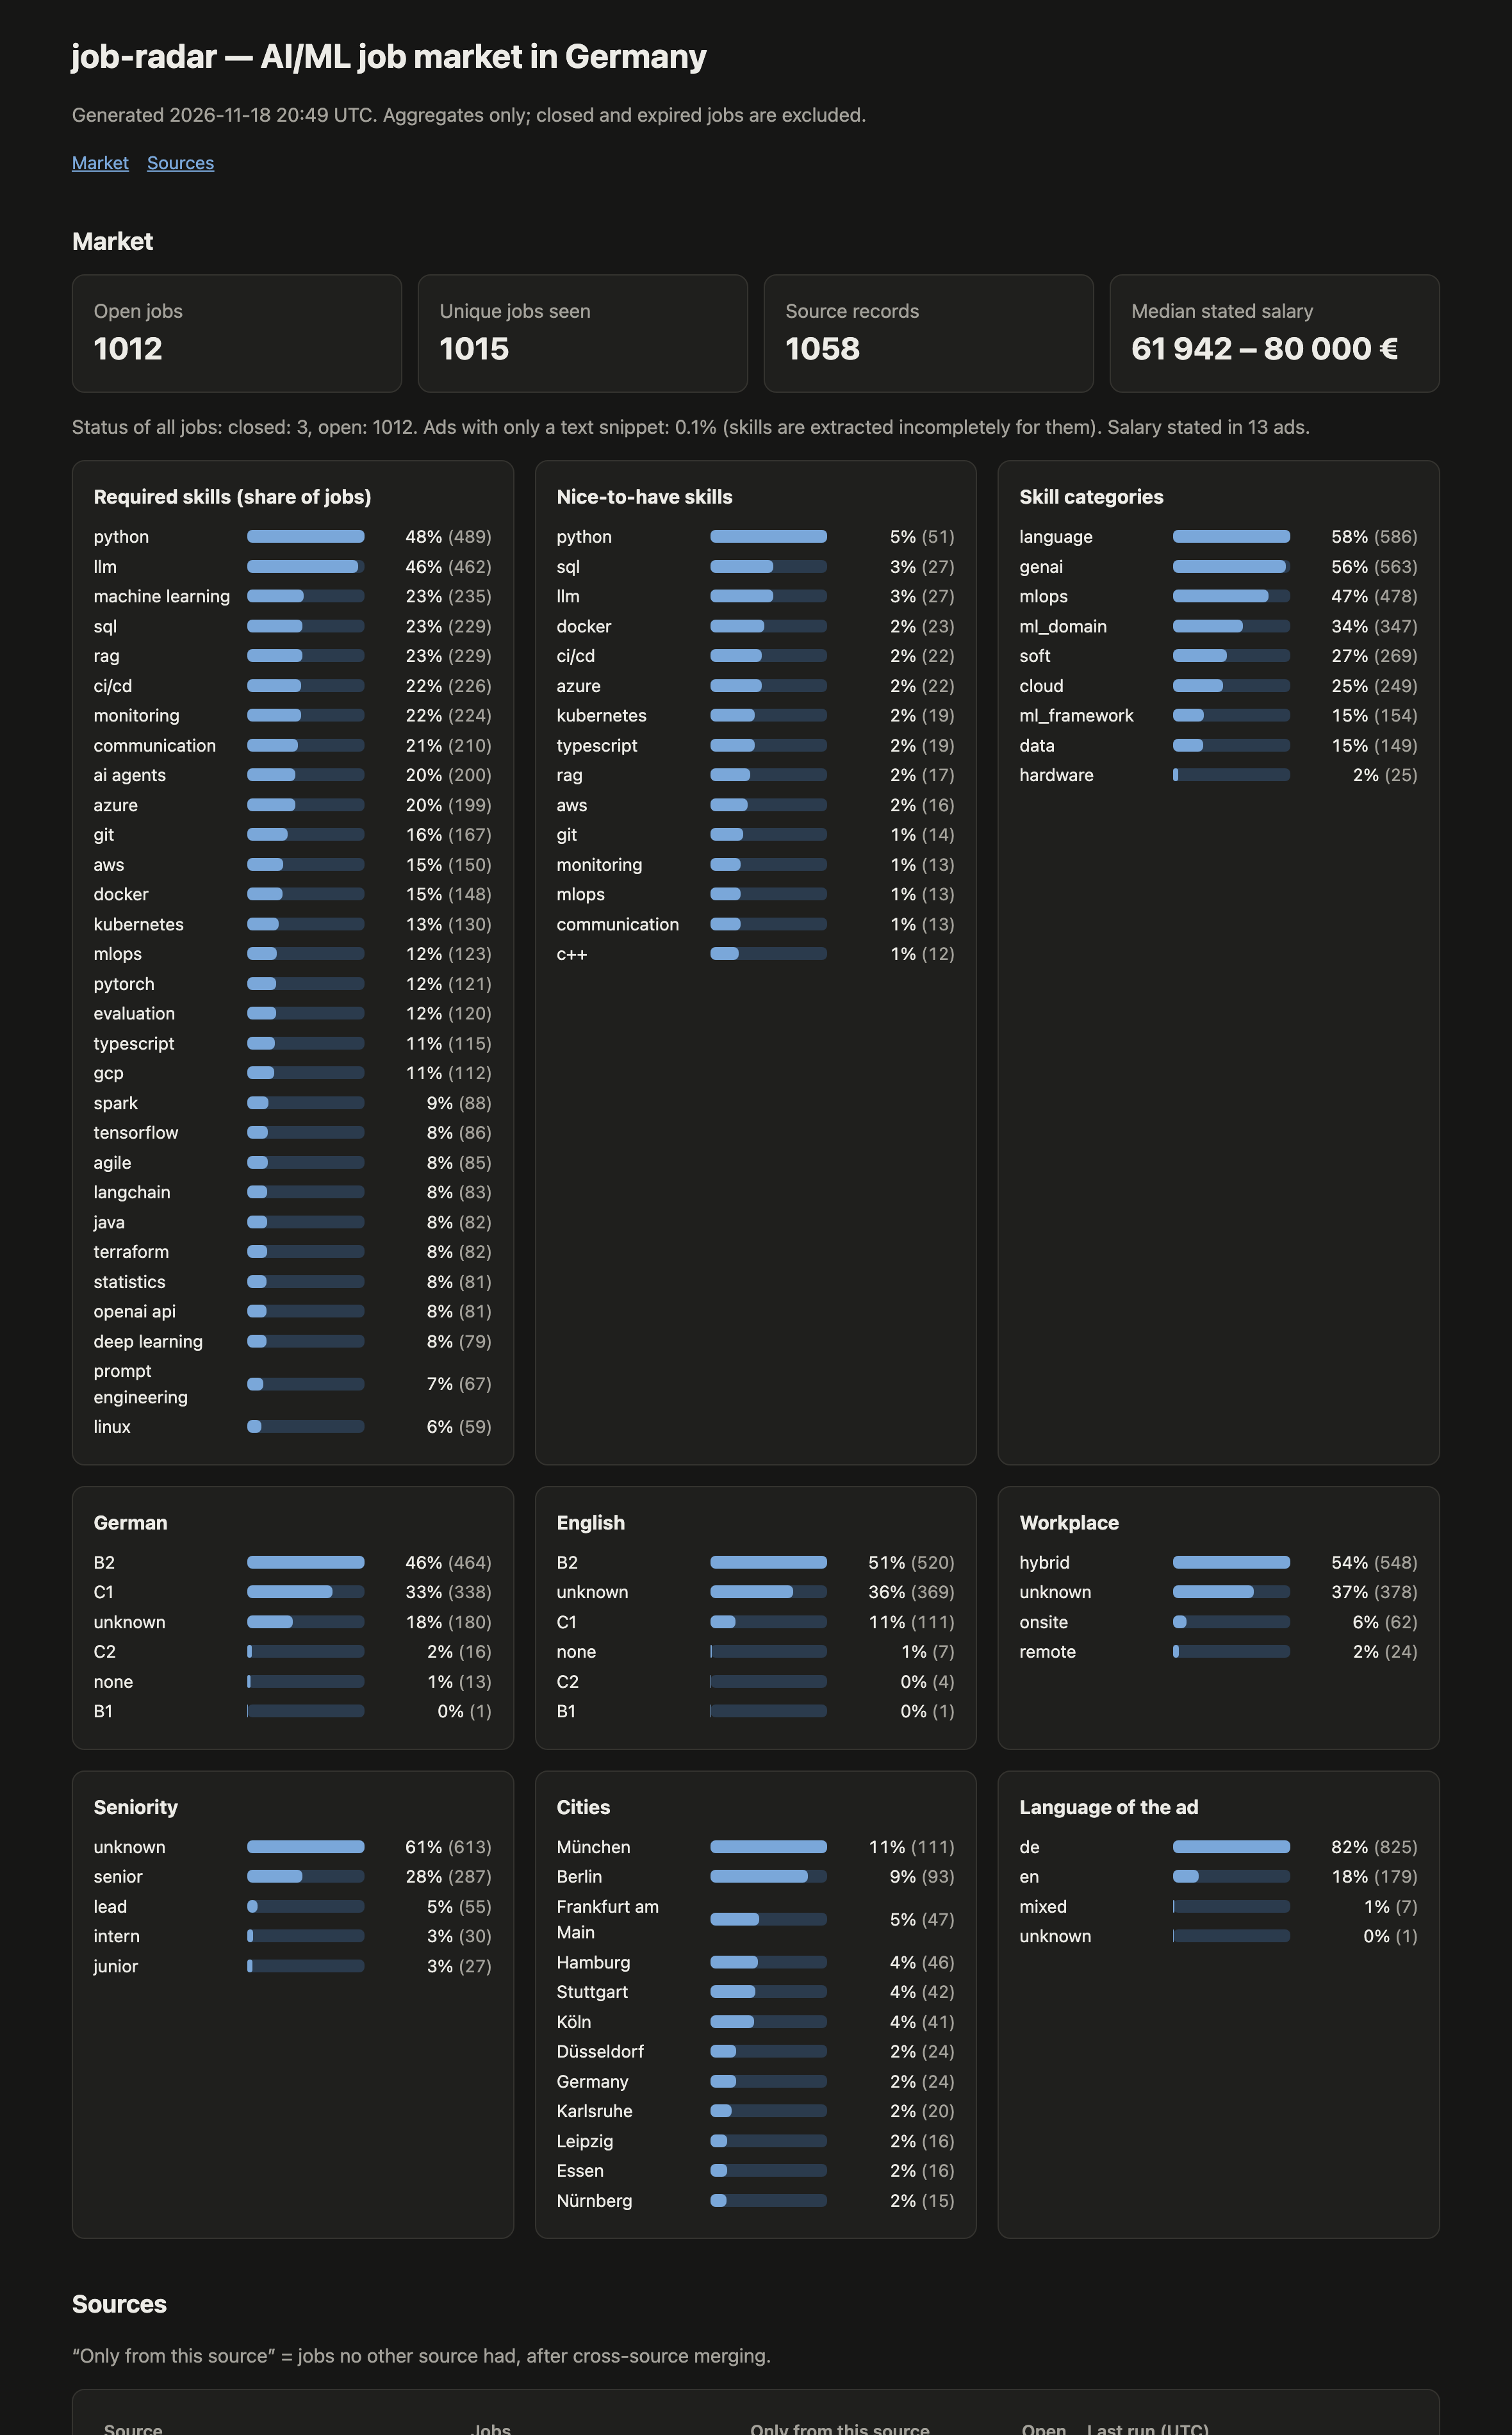 job-radar — AI/ML job market in Germany
Generated 2026-11-18 20:49 UTC. Aggregates only; closed and expired jobs are excluded.
Market Sources
Market
Open jobs
1012
Unique jobs seen
1015
Source records
1058
Median stated salary
61 942 – 80 000 €
Status of all jobs: closed: 3, open: 1012. Ads with only a text snippet: 0.1% (skills are extracted incompletely for them). Salary stated in 13 ads.
Required skills (share of jobs)
python 48% (489)
llm 46% (462)
machine learning 23% (235)
sql 23% (229)
rag 23% (229)
ci/cd 22% (226)
monitoring 22% (224)
communication 21% (210)
ai agents 20% (200)
azure 20% (199)
git 16% (167)
aws 15% (150)
docker 15% (148)
kubernetes 13% (130)
mlops 12% (123)
pytorch 12% (121)
evaluation 12% (120)
typescript 11% (115)
gcp 11% (112)
spark 9% (88)
tensorflow 8% (86)
agile 8% (85)
langchain 8% (83)
java 8% (82)
terraform 8% (82)
statistics 8% (81)
openai api 8% (81)
deep learning 8% (79)
prompt
engineering 7% (67)
linux 6% (59)
Nice-to-have skills
python 5% (51)
sql 3% (27)
llm 3% (27)
docker 2% (23)
ci/cd 2% (22)
azure 2% (22)
kubernetes 2% (19)
typescript 2% (19)
rag 2% (17)
aws 2% (16)
git 1% (14)
monitoring 1% (13)
mlops 1% (13)
communication 1% (13)
c++ 1% (12)
Skill categories
language 58% (586)
genai 56% (563)
mlops 47% (478)
ml_domain 34% (347)
soft 27% (269)
cloud 25% (249)
ml_framework 15% (154)
data 15% (149)
hardware 2% (25)
German
B2 46% (464)
C1 33% (338)
unknown 18% (180)
C2 2% (16)
none 1% (13)
B1 0% (1)
English
B2 51% (520)
unknown 36% (369)
C1 11% (111)
none 1% (7)
C2 0% (4)
B1 0% (1)
Workplace
hybrid 54% (548)
unknown 37% (378)
onsite 6% (62)
remote 2% (24)
Seniority
unknown 61% (613)
senior 28% (287)
lead 5% (55)
intern 3% (30)
junior 3% (27)
Cities
München 11% (111)
Berlin 9% (93)
Frankfurt am
Main 5% (47)
Hamburg 4% (46)
Stuttgart 4% (42)
Köln 4% (41)
Düsseldorf 2% (24)
Germany 2% (24)
Karlsruhe 2% (20)
Leipzig 2% (16)
Essen 2% (16)
Nürnberg 2% (15)
Language of the ad
de 82% (825)
en 18% (179)
mixed 1% (7)
unknown 0% (1)
Sources
“Only from this source” = jobs no other source had, after cross-source merging.
Source Jobs Only from this source Open Last run (UTC)